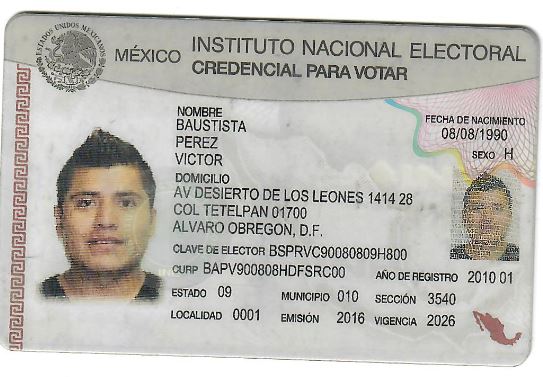 ESTADOS UNIDOS MEXICANOS
MÉXICO INSTITUTO NACIONAL ELECTORAL
CREDENCIAL PARA VOTAR
NOMBRE
BAUSTISTA
PEREZ
VICTOR
FECHA DE NACIMIENTO
08/08/1990
SEXO H
DOMICILIO
AV DESIERTO DE LOS LEONES 1414 28
COL TETELPAN 01700
ALVARO OBREGON, D.F.
CLAVE DE ELECTOR BSPRVC90080809H800
CURP BAPV900808HDFSRC00 AÑO DE REGISTRO 2010 01
ESTADO 09 MUNICIPIO 010 SECCIÓN 3540
LOCALIDAD 0001 EMISIÓN 2016 VIGENCIA 2026